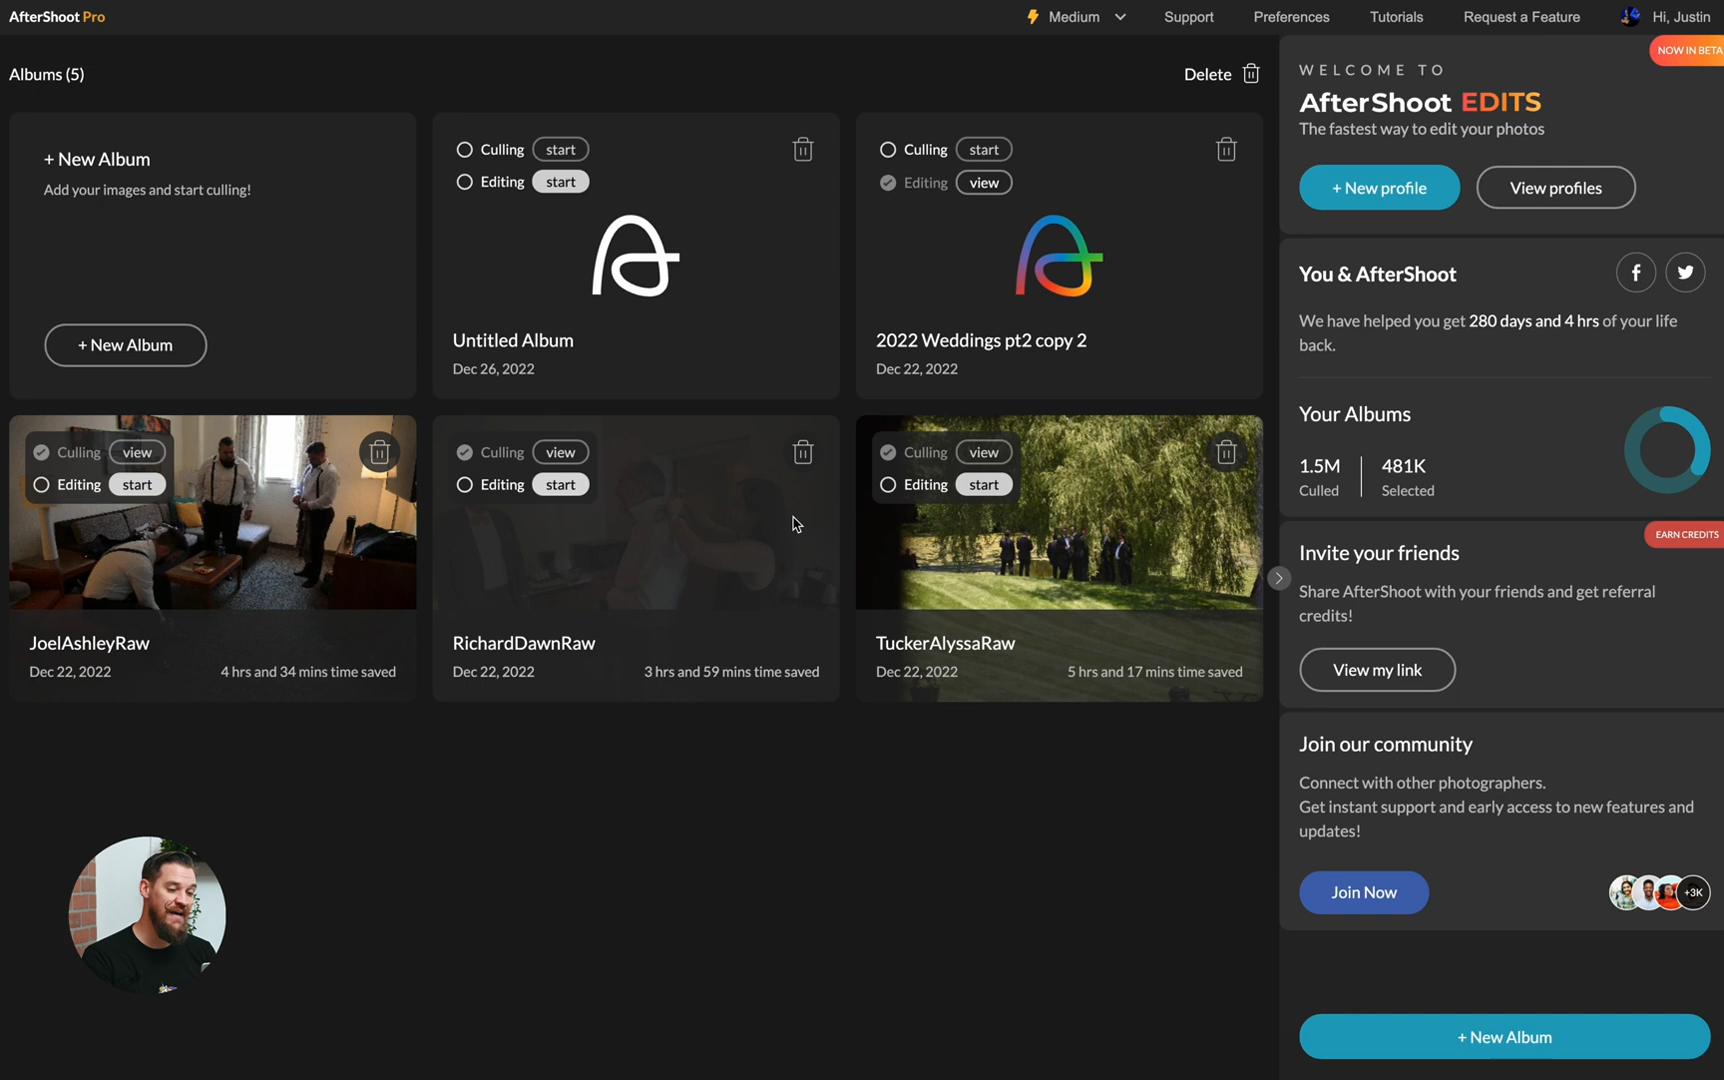 AfterShoot Pro
Medium
Support
Preferences
Tutorials
Request a Feature
Hi, Justin
Albums (5)
Delete
+ New Album
Add your images and start culling!
+ New Album
Culling start
Editing start
Untitled Album
Dec 26, 2022
Culling start
Editing view
2022 Weddings pt2 copy 2
Dec 22, 2022
Culling view
Editing start
JoelAshleyRaw
Dec 22, 2022 4 hrs and 34 mins time saved
Culling view
Editing start
RichardDawnRaw
Dec 22, 2022 3 hrs and 59 mins time saved
Culling view
Editing start
TuckerAlyssaRaw
Dec 22, 2022 5 hrs and 17 mins time saved
NOW IN BETA
WELCOME TO
AfterShoot EDITS
The fastest way to edit your photos
+ New profile
View profiles
You & AfterShoot
We have helped you get 280 days and 4 hrs of your life
back.
Your Albums
1.5M 481K
Culled Selected
EARN CREDITS
Invite your friends
Share AfterShoot with your friends and get referral
credits!
View my link
Join our community
Connect with other photographers.
Get instant support and early access to new features and
updates!
Join Now
+3K
+ New Album